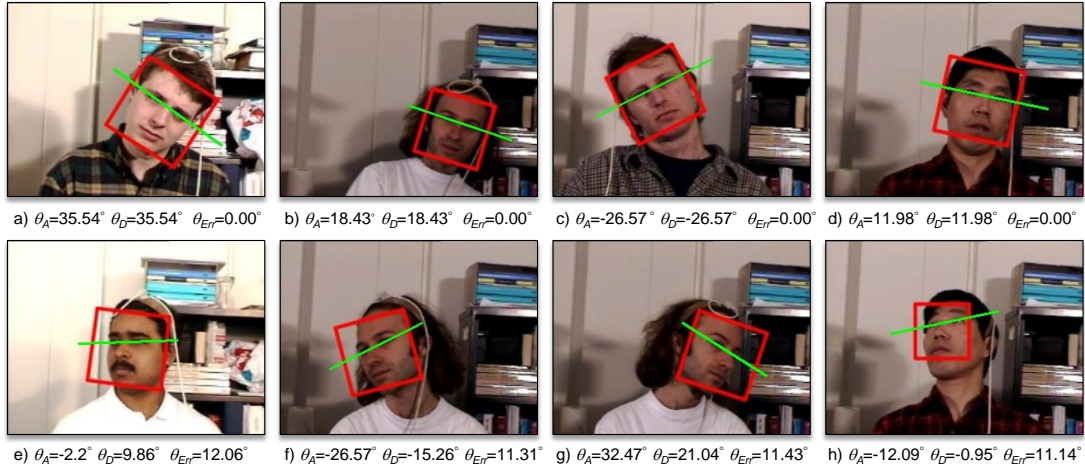 a) θA=35.54° θD=35.54° θErr=0.00°
b) θA=18.43° θD=18.43° θErr=0.00°
c) θA=-26.57° θD=-26.57° θErr=0.00°
d) θA=11.98° θD=11.98° θErr=0.00°
e) θA=-2.2° θD=9.86° θErr=12.06°
f) θA=-26.57° θD=-15.26° θErr=11.31°
g) θA=32.47° θD=21.04° θErr=11.43°
h) θA=-12.09° θD=-0.95° θErr=11.14°